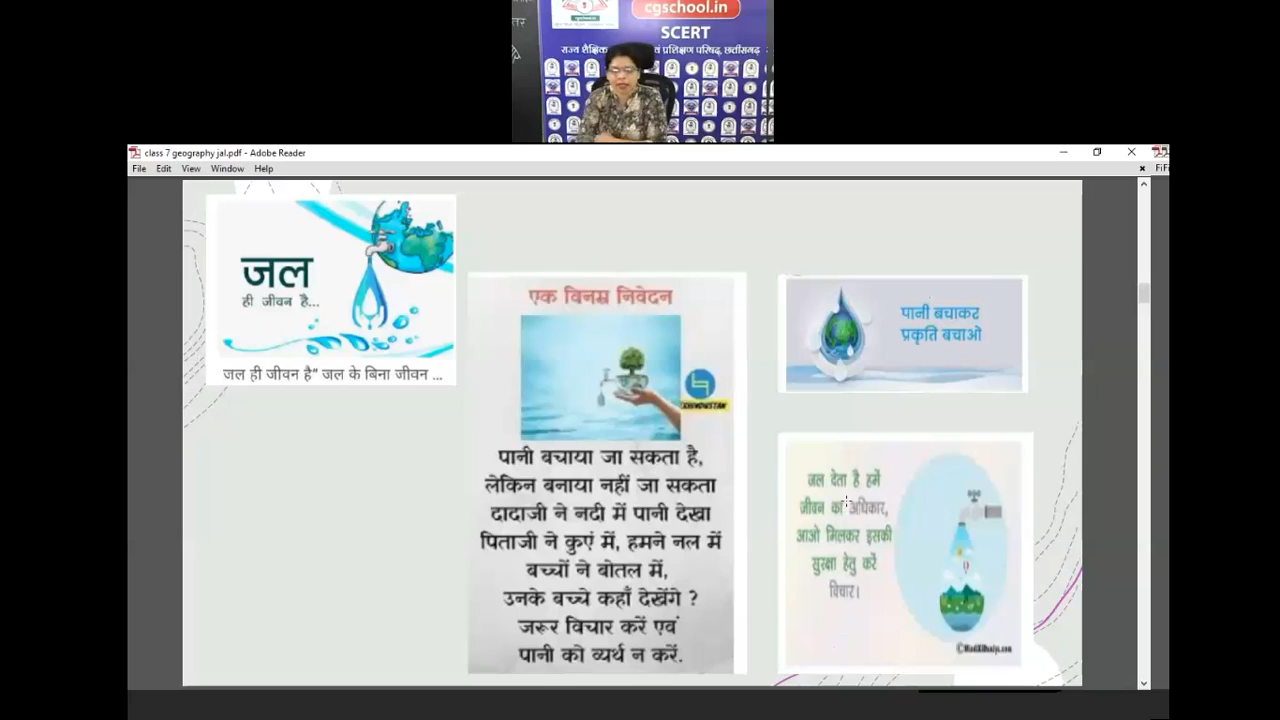 cgschool.in
SCERT
class 7 geography jal.pdf - Adobe Reader
File Edit View Window Help
जल
ही जीवन है...
जल ही जीवन है" जल के बिना जीवन ...
एक विनम्र निवेदन
पानी बचाया जा सकता है,
लेकिन बनाया नहीं जा सकता
दादाजी ने नदी में पानी देखा
पिताजी ने कुएं में, हमने नल में
बच्चों ने बोतल में,
उनके बच्चे कहाँ देखेंगे ?
जरूर विचार करें एवं
पानी को व्यर्थ न करें.
पानी बचाकर
प्रकृति बचाओ
जल देता है हमें
जीवन का अधिकार,
आओ मिलकर इसकी
सुरक्षा हेतु करें
विचार।